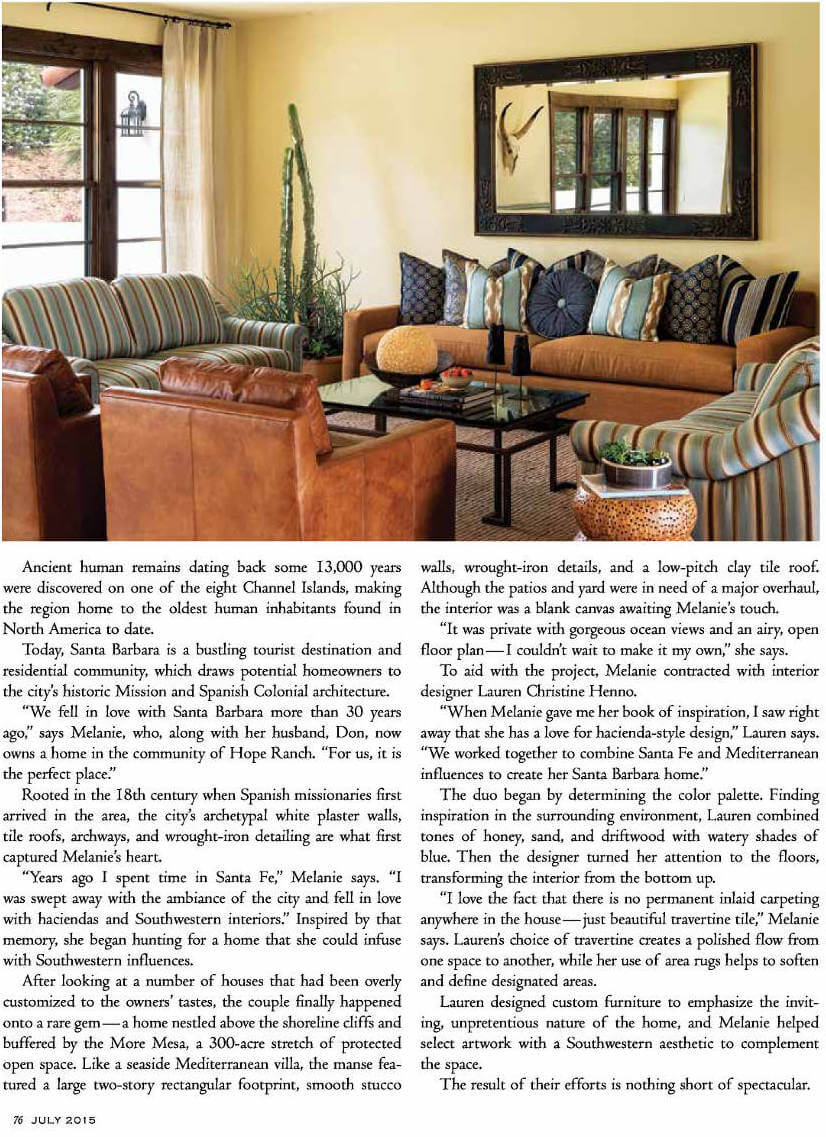 Ancient human remains dating back some 13,000 years
were discovered on one of the eight Channel Islands, making
the region home to the oldest human inhabitants found in
North America to date.
Today, Santa Barbara is a bustling tourist destination and
residential community, which draws potential homeowners to
the city's historic Mission and Spanish Colonial architecture.
"We fell in love with Santa Barbara more than 30 years
ago," says Melanie, who, along with her husband, Don, now
owns a home in the community of Hope Ranch. "For us, it is
the perfect place."
Rooted in the 18th century when Spanish missionaries first
arrived in the area, the city's archetypal white plaster walls,
tile roofs, archways, and wrought-iron detailing are what first
captured Melanie's heart.
"Years ago I spent time in Santa Fe," Melanie says. "I
was swept away with the ambiance of the city and fell in love
with haciendas and Southwestern interiors." Inspired by that
memory, she began hunting for a home that she could infuse
with Southwestern influences.
After looking at a number of houses that had been overly
customized to the owners' tastes, the couple finally happened
onto a rare gem—a home nestled above the shoreline cliffs and
buffered by the More Mesa, a 300-acre stretch of protected
open space. Like a seaside Mediterranean villa, the manse fea-
tured a large two-story rectangular footprint, smooth stucco
walls, wrought-iron details, and a low-pitch clay tile roof.
Although the patios and yard were in need of a major overhaul,
the interior was a blank canvas awaiting Melanie's touch.
"It was private with gorgeous ocean views and an airy, open
floor plan—I couldn't wait to make it my own," she says.
To aid with the project, Melanie contracted with interior
designer Lauren Christine Henno.
"When Melanie gave me her book of inspiration, I saw right
away that she has a love for hacienda-style design," Lauren says.
"We worked together to combine Santa Fe and Mediterranean
influences to create her Santa Barbara home."
The duo began by determining the color palette. Finding
inspiration in the surrounding environment, Lauren combined
tones of honey, sand, and driftwood with watery shades of
blue. Then the designer turned her attention to the floors,
transforming the interior from the bottom up.
"I love the fact that there is no permanent inlaid carpeting
anywhere in the house—just beautiful travertine tile," Melanie
says. Lauren's choice of travertine creates a polished flow from
one space to another, while her use of area rugs helps to soften
and define designated areas.
Lauren designed custom furniture to emphasize the invit-
ing, unpretentious nature of the home, and Melanie helped
select artwork with a Southwestern aesthetic to complement
the space.
The result of their efforts is nothing short of spectacular.
76 JULY 2015